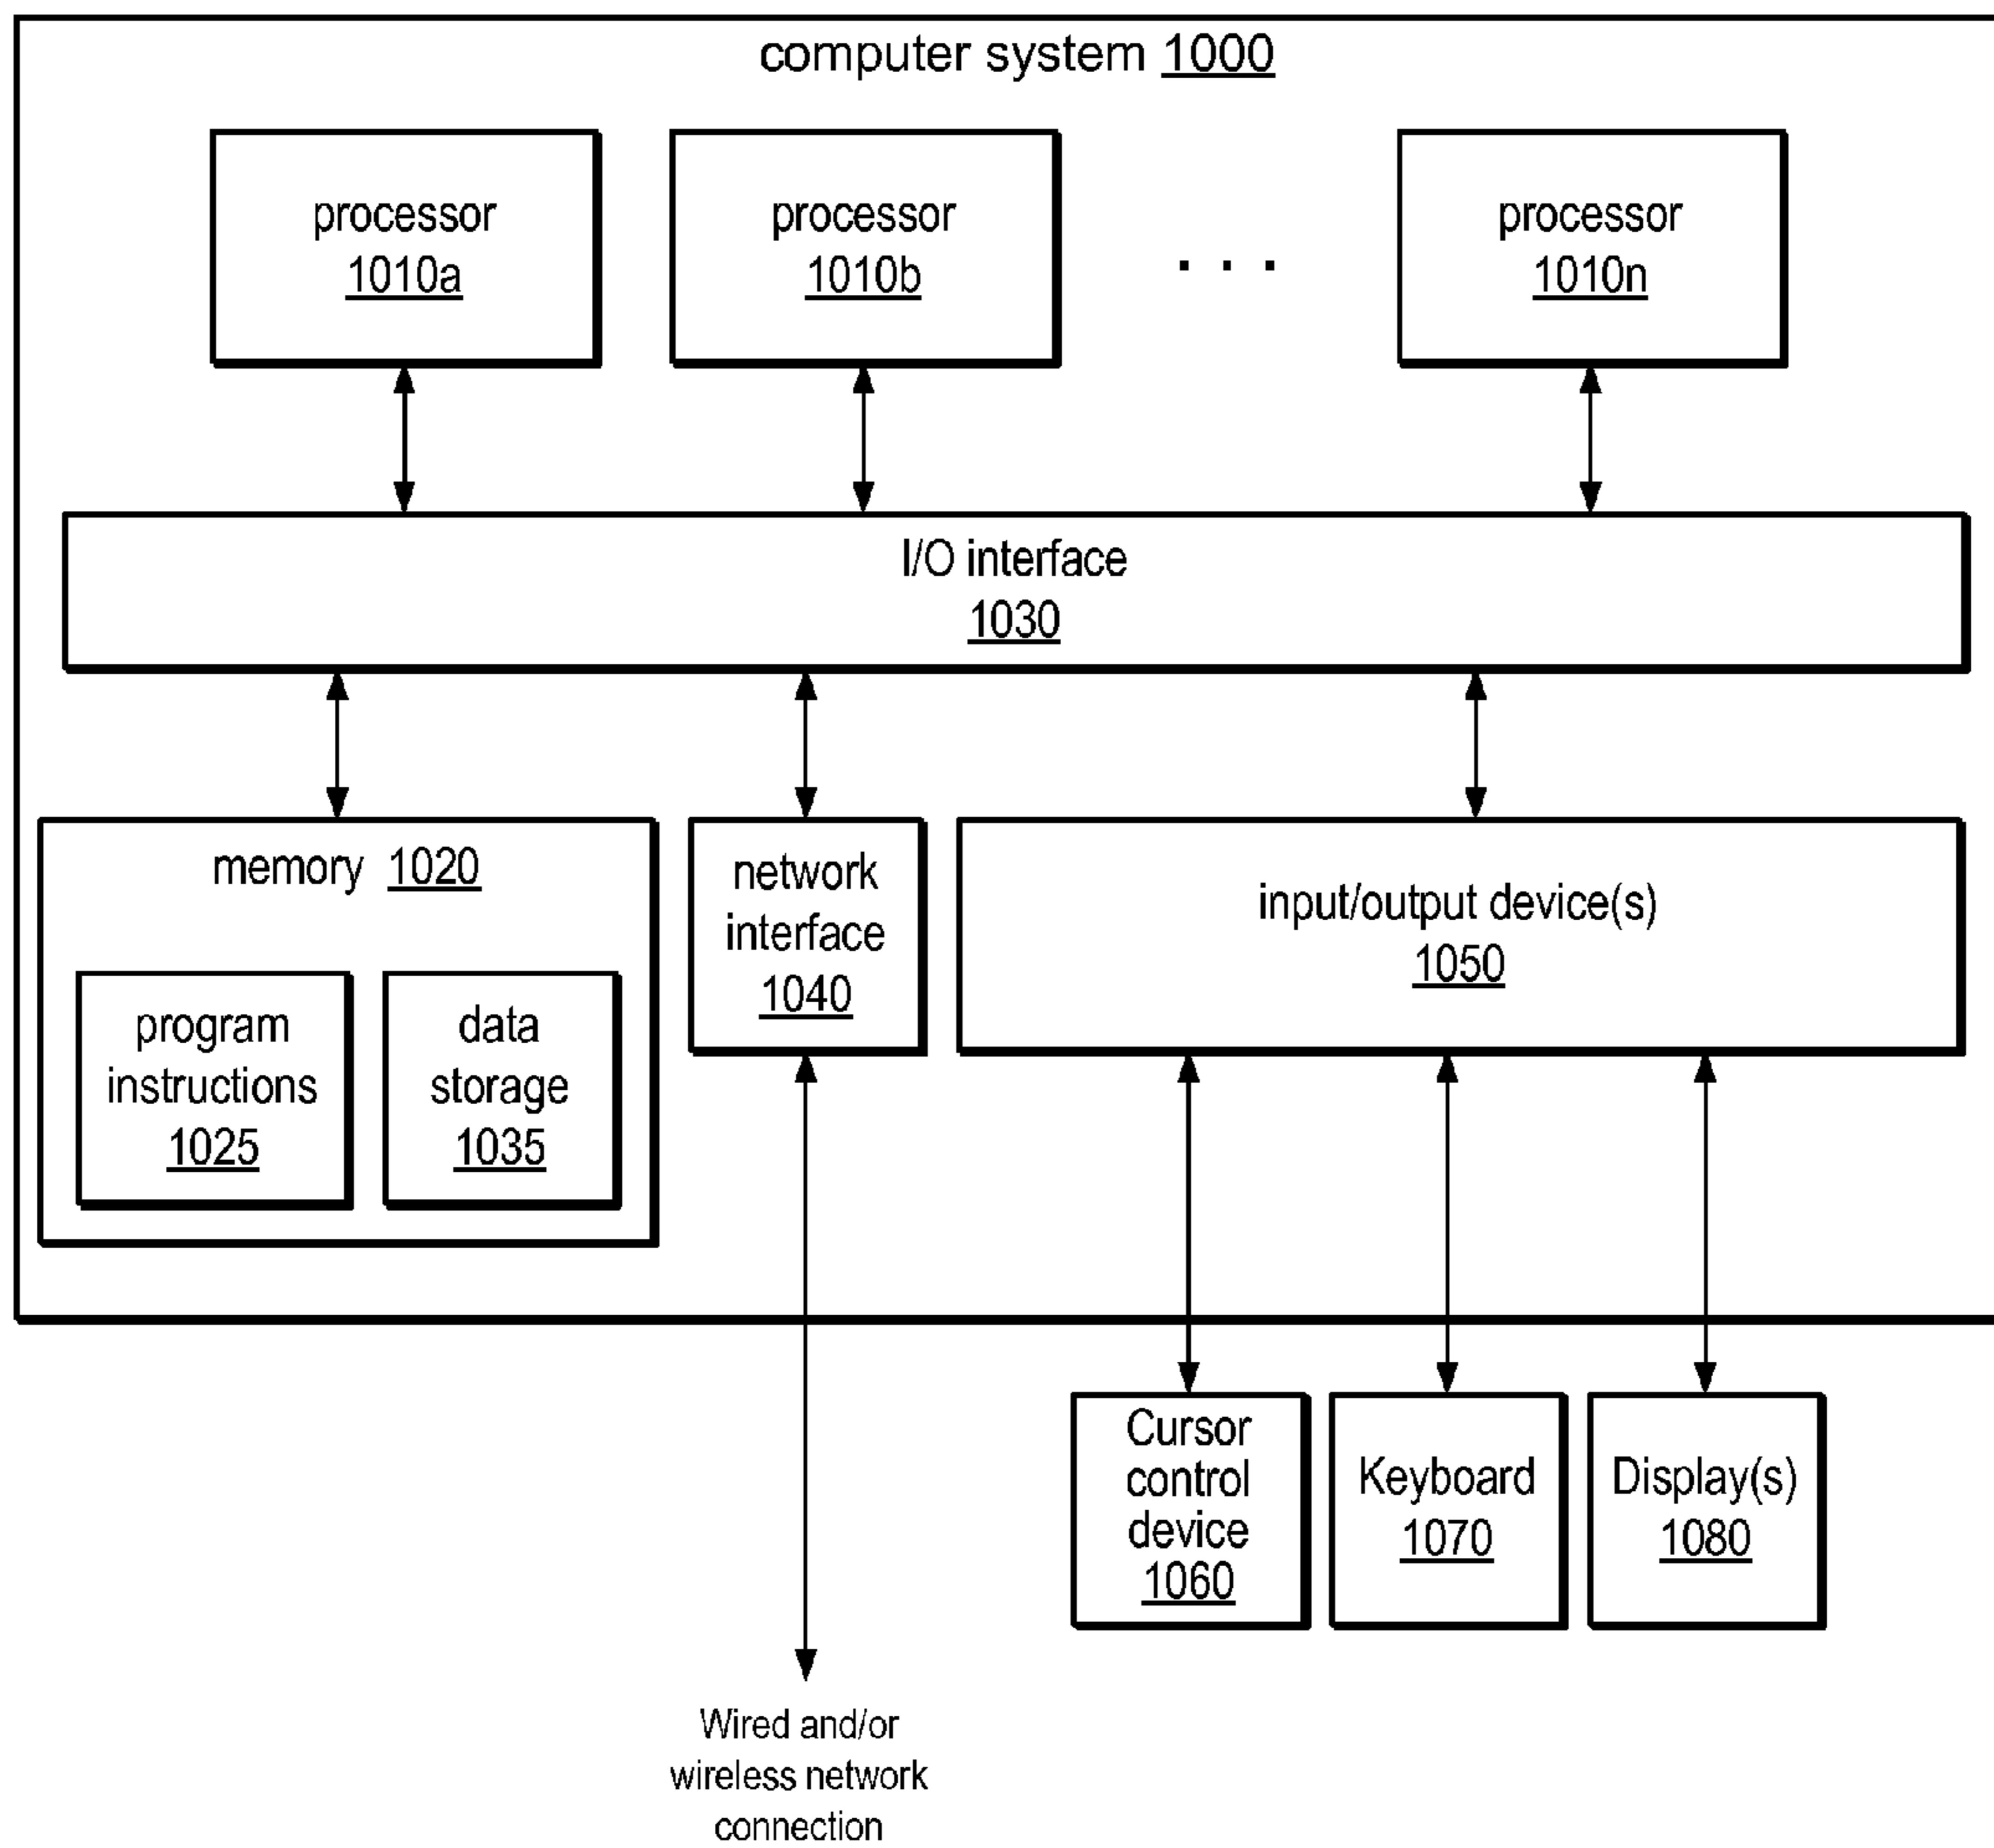 computer system 1000
processor
1010a
processor
1010b
. . .
processor
1010n
I/O interface
1030
memory 1020
program
instructions
1025
data
storage
1035
network
interface
1040
input/output device(s)
1050
Cursor
control
device
1060
Keyboard
1070
Display(s)
1080
Wired and/or
wireless network
connection